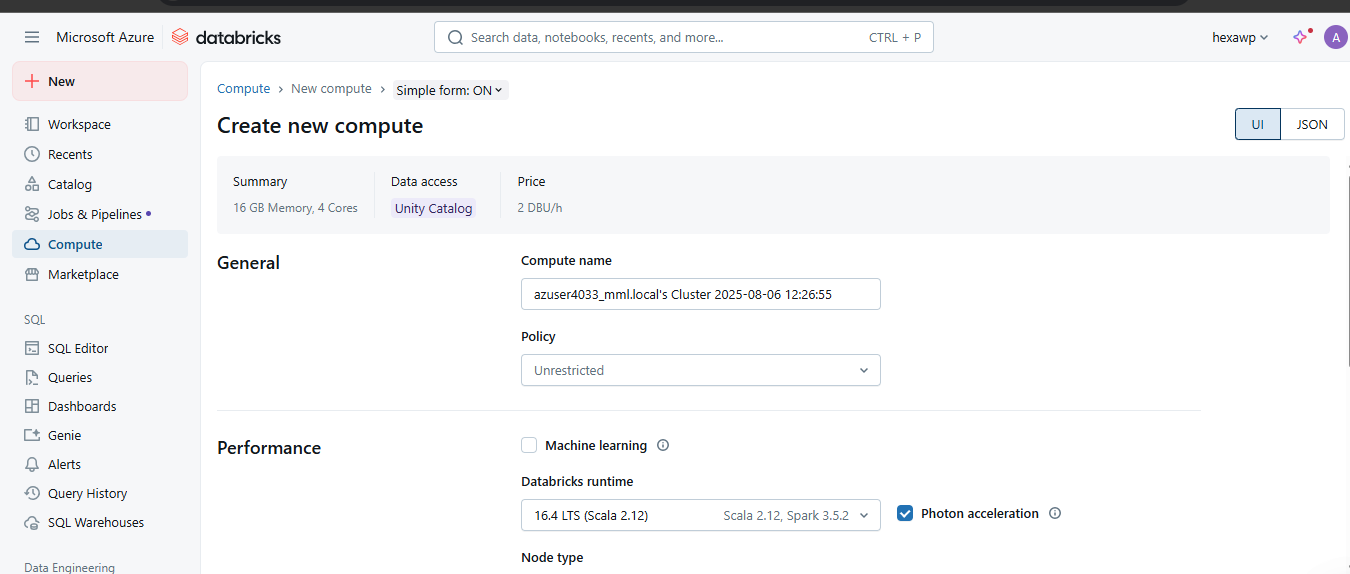 Microsoft Azure databricks
Search data, notebooks, recents, and more... CTRL + P
hexawp
A
New
Workspace
Recents
Catalog
Jobs & Pipelines
Compute
Marketplace
SQL
SQL Editor
Queries
Dashboards
Genie
Alerts
Query History
SQL Warehouses
Data Engineering
Compute › New compute › Simple form: ON
Create new compute
UI JSON
Summary
16 GB Memory, 4 Cores
Data access
Unity Catalog
Price
2 DBU/h
General
Compute name
azuser4033_mml.local's Cluster 2025-08-06 12:26:55
Policy
Unrestricted
Performance
Machine learning
Databricks runtime
16.4 LTS (Scala 2.12) Scala 2.12, Spark 3.5.2
Photon acceleration
Node type